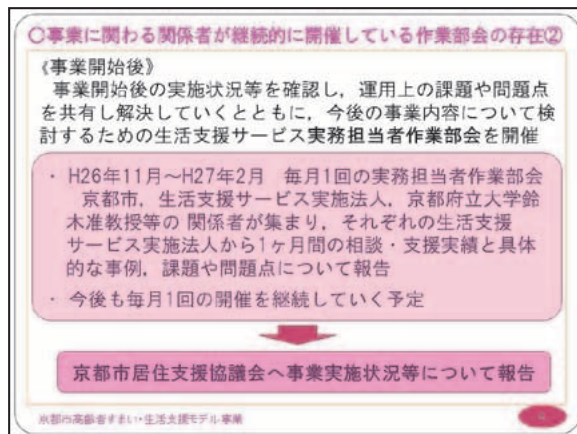 ○事業に関わる関係者が継続的に開催している作業部会の存在②
《事業開始後》
事業開始後の実施状況等を確認し，運用上の課題や問題点
を共有し解決していくとともに，今後の事業内容について検
討するための生活支援サービス実務担当者作業部会を開催
・ H26年11月～H27年2月　毎月1回の実務担当者作業部会
京都市，生活支援サービス実施法人，京都府立大学鈴
木准教授等の 関係者が集まり，それぞれの生活支援
サービス実施法人から1ヶ月間の相談・支援実績と具体
的な事例，課題や問題点について報告
・ 今後も毎月1回の開催を継続していく予定
京都市居住支援協議会へ事業実施状況等について報告
京都市高齢者すまい・生活支援モデル事業